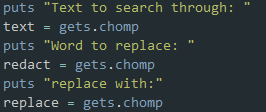 puts "Text to search through: "
text = gets.chomp
puts "Word to replace: "
redact = gets.chomp
puts "replace with:"
replace = gets.chomp